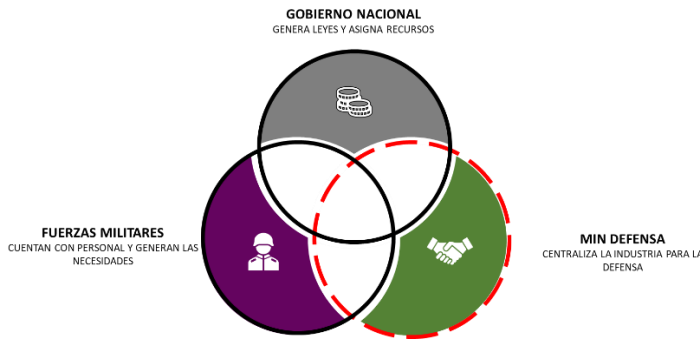 GOBIERNO NACIONAL
GENERA LEYES Y ASIGNA RECURSOS
FUERZAS MILITARES
CUENTAN CON PERSONAL Y GENERAN LAS
NECESIDADES
MIN DEFENSA
CENTRALIZA LA INDUSTRIA PARA LA
DEFENSA